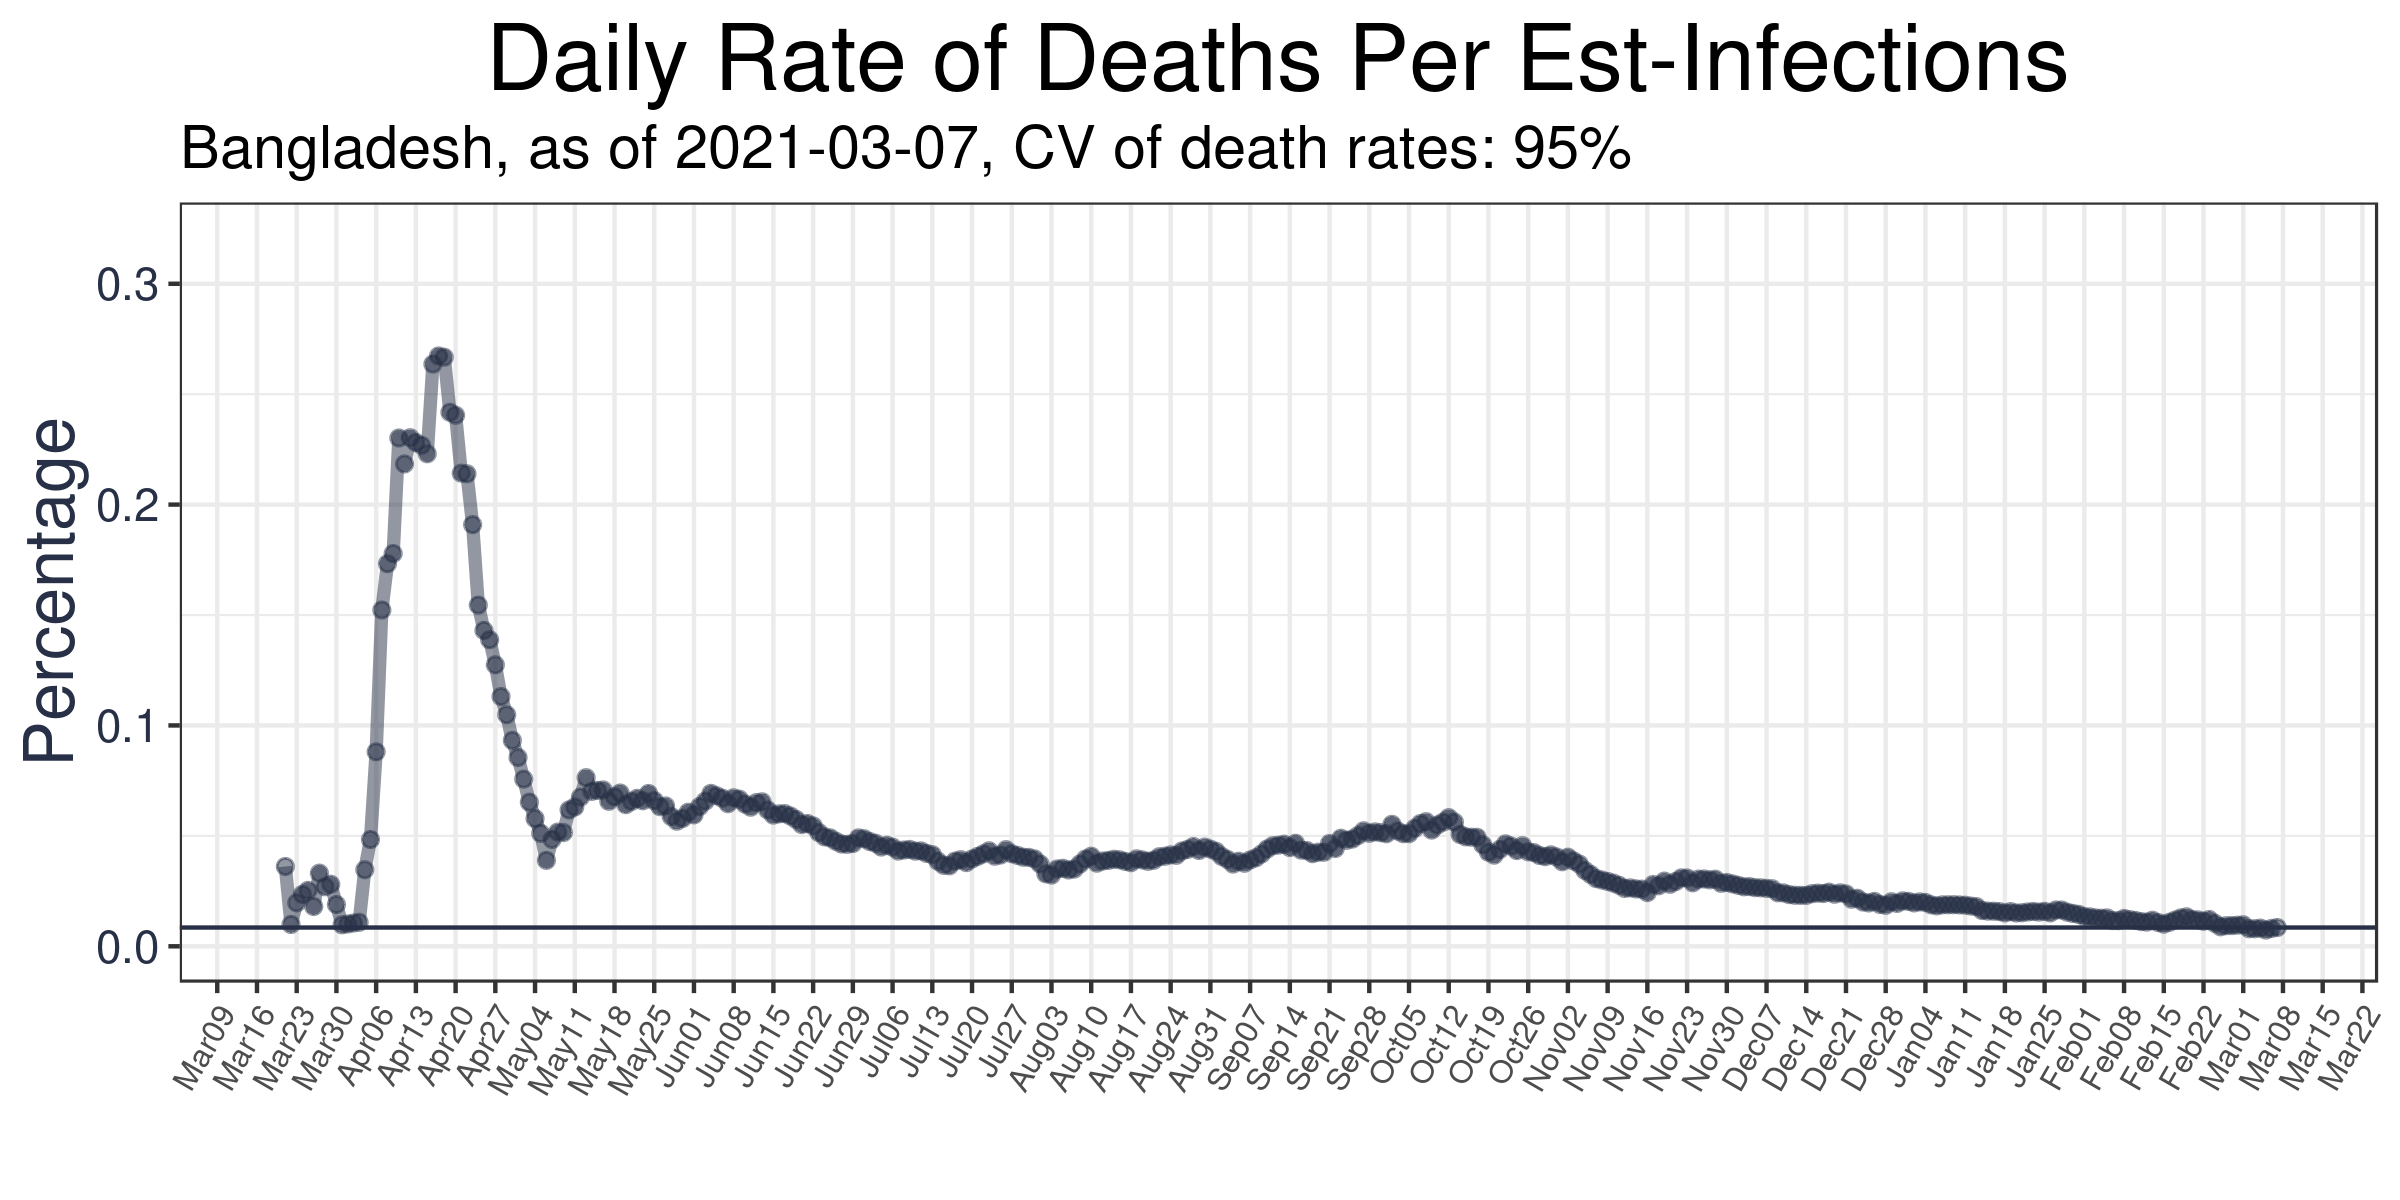 Daily Rate of Deaths Per Est-Infections
Bangladesh, as of 2021-03-07, CV of death rates: 95%
Percentage
0.3
0.2
0.1
0.0
Mar09
Mar16
Mar23
Mar30
Apr06
Apr13
Apr20
Apr27
May04
May11
May18
May25
Jun01
Jun08
Jun15
Jun22
Jun29
Jul06
Jul13
Jul20
Jul27
Aug03
Aug10
Aug17
Aug24
Aug31
Sep07
Sep14
Sep21
Sep28
Oct05
Oct12
Oct19
Oct26
Nov02
Nov09
Nov16
Nov23
Nov30
Dec07
Dec14
Dec21
Dec28
Jan04
Jan11
Jan18
Jan25
Feb01
Feb08
Feb15
Feb22
Mar01
Mar08
Mar15
Mar22